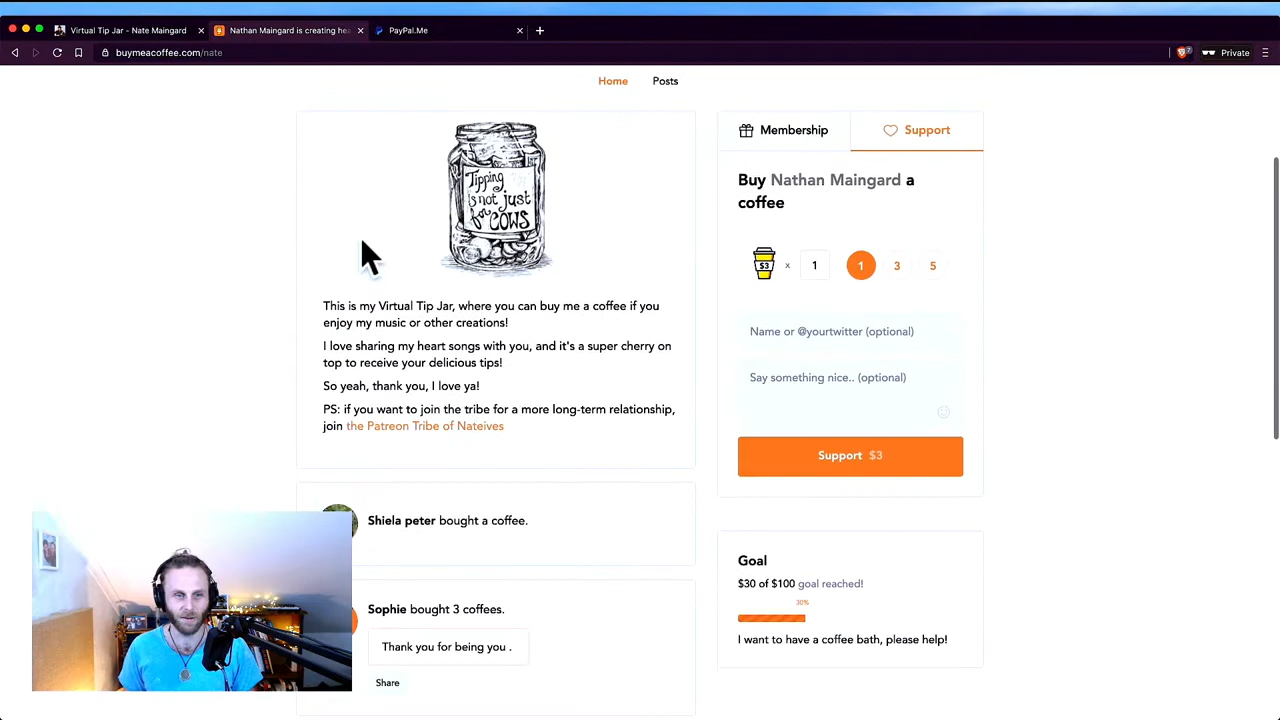 Virtual Tip Jar - Nate Maingard
Nathan Maingard is creating hea
PayPal.Me
buymeacoffee.com/nate
7
Private
Home
Posts
Tipping
is not just
for COWS
This is my Virtual Tip Jar, where you can buy me a coffee if you
enjoy my music or other creations!
I love sharing my heart songs with you, and it's a super cherry on
top to receive your delicious tips!
So yeah, thank you, I love ya!
PS: if you want to join the tribe for a more long-term relationship,
join the Patreon Tribe of Nateives
Shiela peter bought a coffee.
Sophie bought 3 coffees.
Thank you for being you .
Share
Membership
Support
Buy Nathan Maingard a
coffee
$3 x 1 1 3 5
Name or @yourtwitter (optional)
Say something nice.. (optional)
Support $3
Goal
$30 of $100 goal reached!
30%
I want to have a coffee bath, please help!